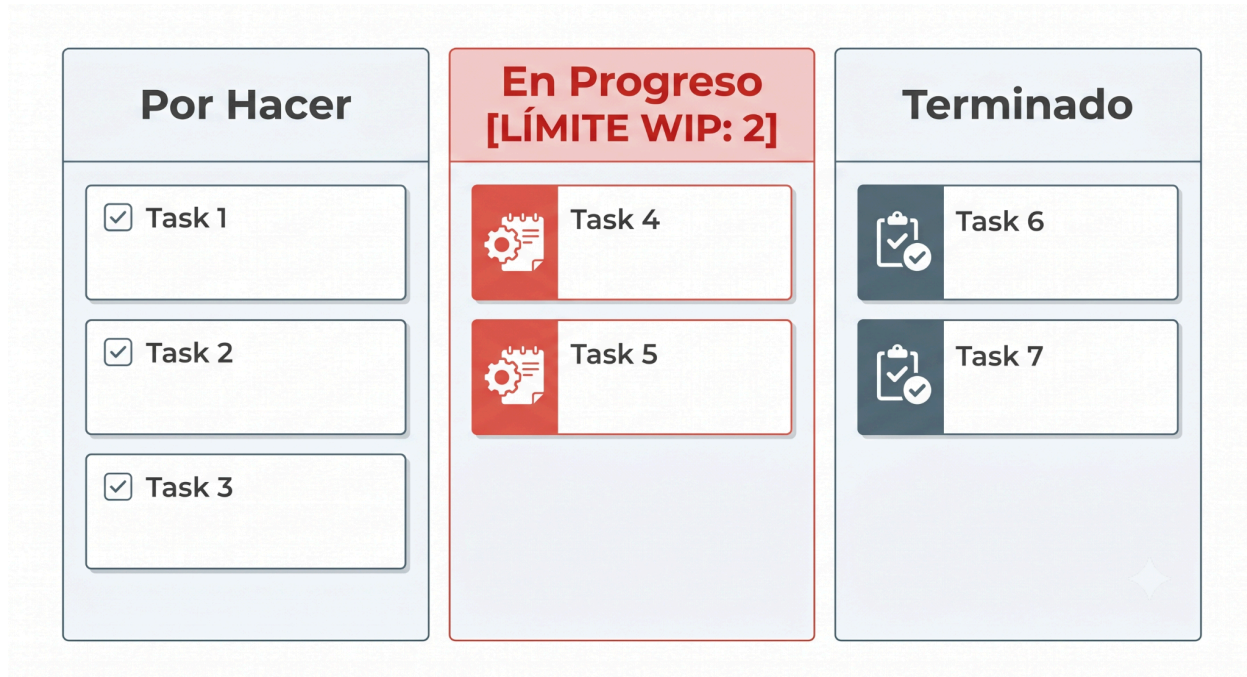 Por Hacer
Task 1
Task 2
Task 3
En Progreso
[LÍMITE WIP: 2]
Task 4
Task 5
Terminado
Task 6
Task 7